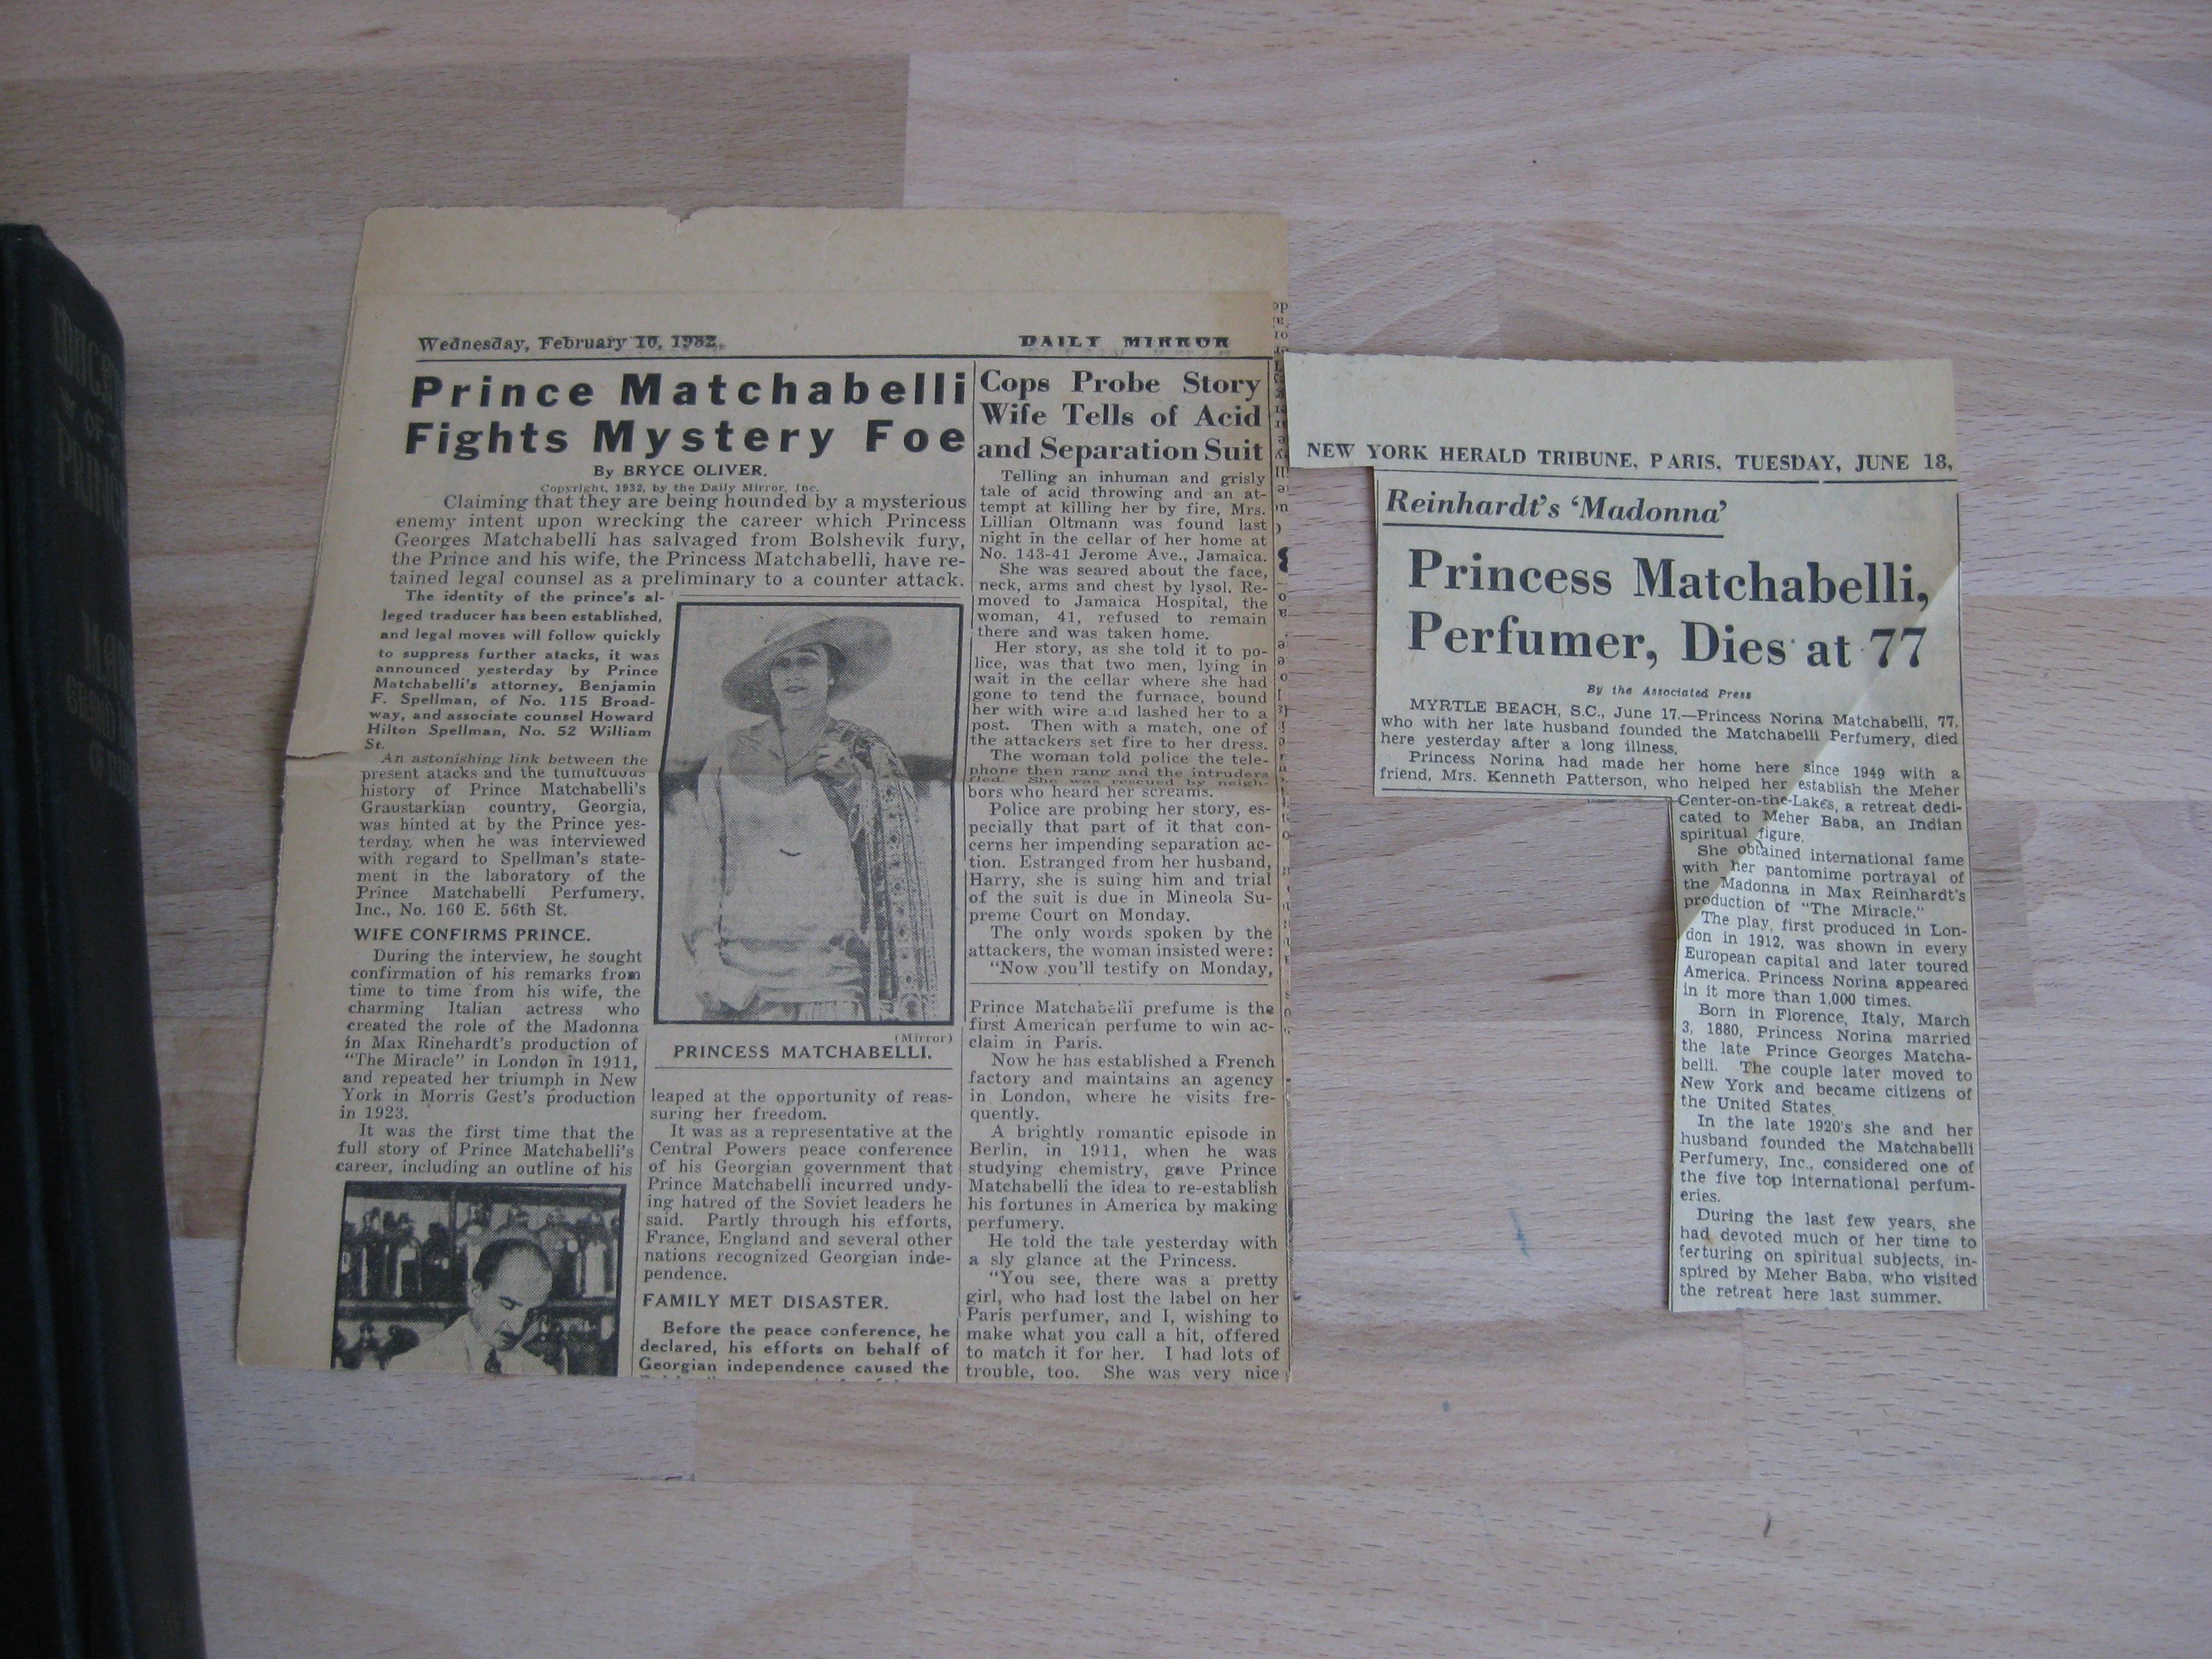 Wednesday, February 10, 1932.
DAILY MIRROR
Prince Matchabelli
Fights Mystery Foe
By BRYCE OLIVER.
Copyright, 1932, by the Daily Mirror, Inc.
Claiming that they are being hounded by a mysterious
enemy intent upon wrecking the career which Princess
Georges Matchabelli has salvaged from Bolshevik fury,
the Prince and his wife, the Princess Matchabelli, have re-
tained legal counsel as a preliminary to a counter attack.
The identity of the prince's al-
leged traducer has been established,
and legal moves will follow quickly
to suppress further atacks, it was
announced yesterday by Prince
Matchabelli's attorney, Benjamin
F. Spellman, of No. 115 Broad-
way, and associate counsel Howard
Hilton Spellman, No. 52 William
St.
An astonishing link between the
present atacks and the tumultuous
history of Prince Matchabelli's
Graustarkian country, Georgia,
was hinted at by the Prince yes-
terday when he was interviewed
with regard to Spellman's state-
ment in the laboratory of the
Prince Matchabelli Perfumery,
Inc., No. 160 E. 56th St.
WIFE CONFIRMS PRINCE.
During the interview, he sought
confirmation of his remarks from
time to time from his wife, the
charming Italian actress who
created the role of the Madonna
in Max Rinehardt's production of
"The Miracle" in London in 1911,
and repeated her triumph in New
York in Morris Gest's production
in 1923.
It was the first time that the
full story of Prince Matchabelli's
career, including an outline of his
(Mirror)
PRINCESS MATCHABELLI.
leaped at the opportunity of reas-
suring her freedom.
It was as a representative at the
Central Powers peace conference
of his Georgian government that
Prince Matchabelli incurred undy-
ing hatred of the Soviet leaders he
said. Partly through his efforts,
France, England and several other
nations recognized Georgian inde-
pendence.
FAMILY MET DISASTER.
Before the peace conference, he
declared, his efforts on behalf of
Georgian independence caused the
Cops Probe Story
Wife Tells of Acid
and Separation Suit
Telling an inhuman and grisly
tale of acid throwing and an at-
tempt at killing her by fire, Mrs.
Lillian Oltmann was found last
night in the cellar of her home at
No. 143-41 Jerome Ave., Jamaica.
She was seared about the face,
neck, arms and chest by lysol. Re-
moved to Jamaica Hospital, the
woman, 41, refused to remain
there and was taken home.
Her story, as she told it to po-
lice, was that two men, lying in
wait in the cellar where she had
gone to tend the furnace, bound
her with wire and lashed her to a
post. Then with a match, one of
the attackers set fire to her dress.
The woman told police the tele-
phone then rang and the intruders
fled. She was rescued by neigh-
bors who heard her screams.
Police are probing her story, es-
pecially that part of it that con-
cerns her impending separation ac-
tion. Estranged from her husband,
Harry, she is suing him and trial
of the suit is due in Mineola Su-
preme Court on Monday.
The only words spoken by the
attackers, the woman insisted were:
"Now you'll testify on Monday,
Prince Matchabelli prefume is the
first American perfume to win ac-
claim in Paris.
Now he has established a French
factory and maintains an agency
in London, where he visits fre-
quently.
A brightly romantic episode in
Berlin, in 1911, when he was
studying chemistry, gave Prince
Matchabelli the idea to re-establish
his fortunes in America by making
perfumery.
He told the tale yesterday with
a sly glance at the Princess.
"You see, there was a pretty
girl, who had lost the label on her
Paris perfumer, and I, wishing to
make what you call a hit, offered
to match it for her. I had lots of
trouble, too. She was very nice
NEW YORK HERALD TRIBUNE, PARIS, TUESDAY, JUNE 18,
Reinhardt's 'Madonna'
Princess Matchabelli,
Perfumer, Dies at 77
By the Associated Press
MYRTLE BEACH, S.C., June 17.—Princess Norina Matchabelli, 77,
who with her late husband founded the Matchabelli Perfumery, died
here yesterday after a long illness.
Princess Norina had made her home here since 1949 with a
friend, Mrs. Kenneth Patterson, who helped her establish the Meher
Center-on-the-Lakes, a retreat dedi-
cated to Meher Baba, an Indian
spiritual figure.
She obtained international fame
with her pantomime portrayal of
the Madonna in Max Reinhardt's
production of "The Miracle."
The play, first produced in Lon-
don in 1912, was shown in every
European capital and later toured
America. Princess Norina appeared
in it more than 1,000 times.
Born in Florence, Italy, March
3, 1880, Princess Norina married
the late Prince Georges Matcha-
belli. The couple later moved to
New York and became citizens of
the United States.
In the late 1920's she and her
husband founded the Matchabelli
Perfumery, Inc., considered one of
the five top international perfum-
eries.
During the last few years, she
had devoted much of her time to
lecturing on spiritual subjects, in-
spired by Meher Baba, who visited
the retreat here last summer.